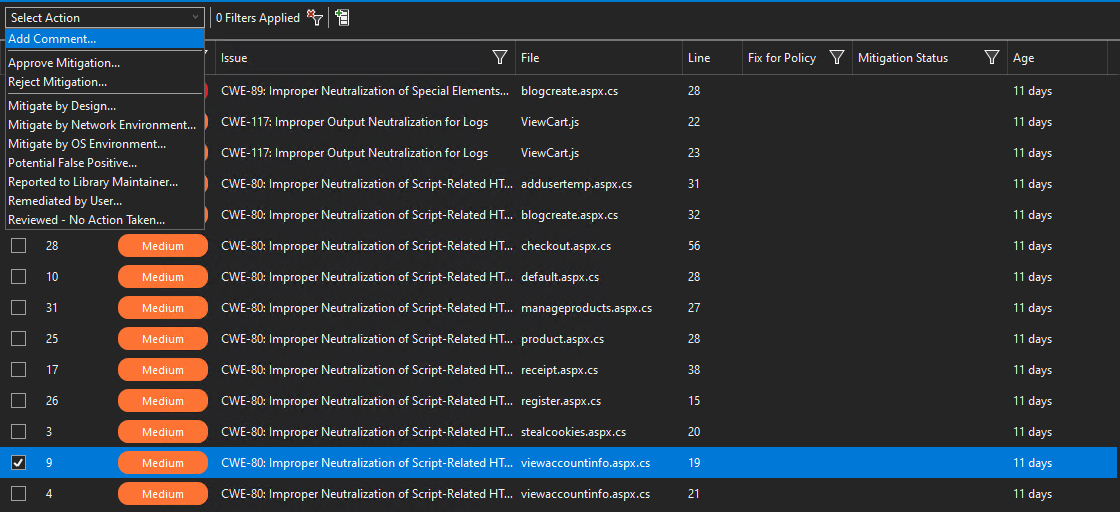 Select Action 0 Filters Applied
Add Comment...
Approve Mitigation...
Reject Mitigation...
Mitigate by Design...
Mitigate by Network Environment...
Mitigate by OS Environment...
Potential False Positive...
Reported to Library Maintainer...
Remediated by User...
Reviewed - No Action Taken...
Issue File Line Fix for Policy Mitigation Status Age
CWE-89: Improper Neutralization of Special Elements... blogcreate.aspx.cs 28 11 days
CWE-117: Improper Output Neutralization for Logs ViewCart.js 22 11 days
CWE-117: Improper Output Neutralization for Logs ViewCart.js 23 11 days
CWE-80: Improper Neutralization of Script-Related HT... addusertemp.aspx.cs 31 11 days
CWE-80: Improper Neutralization of Script-Related HT... blogcreate.aspx.cs 32 11 days
28 Medium CWE-80: Improper Neutralization of Script-Related HT... checkout.aspx.cs 56 11 days
10 Medium CWE-80: Improper Neutralization of Script-Related HT... default.aspx.cs 28 11 days
31 Medium CWE-80: Improper Neutralization of Script-Related HT... manageproducts.aspx.cs 27 11 days
25 Medium CWE-80: Improper Neutralization of Script-Related HT... product.aspx.cs 28 11 days
17 Medium CWE-80: Improper Neutralization of Script-Related HT... receipt.aspx.cs 38 11 days
26 Medium CWE-80: Improper Neutralization of Script-Related HT... register.aspx.cs 15 11 days
3 Medium CWE-80: Improper Neutralization of Script-Related HT... stealcookies.aspx.cs 20 11 days
9 Medium CWE-80: Improper Neutralization of Script-Related HT... viewaccountinfo.aspx.cs 19 11 days
4 Medium CWE-80: Improper Neutralization of Script-Related HT... viewaccountinfo.aspx.cs 21 11 days